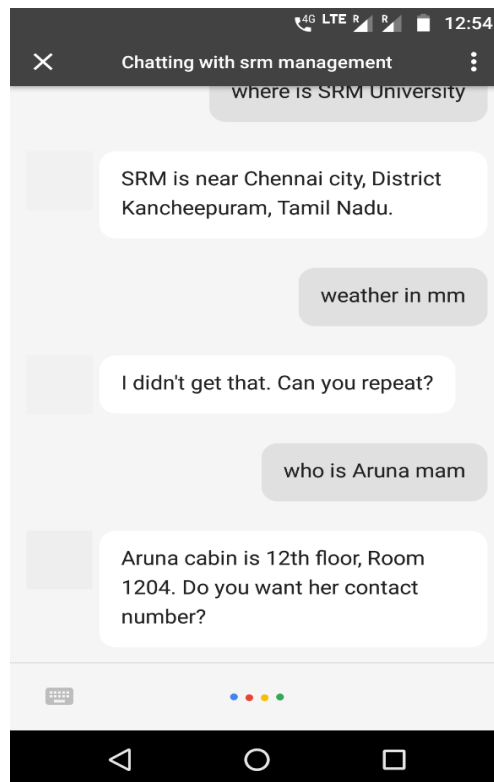 4G LTE R R 12:54
Chatting with srm management
where is SRM University
SRM is near Chennai city, District
Kancheepuram, Tamil Nadu.
weather in mm
I didn't get that. Can you repeat?
who is Aruna mam
Aruna cabin is 12th floor, Room
1204. Do you want her contact
number?